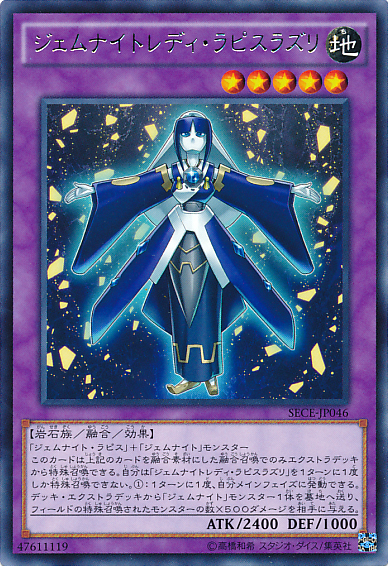 ジェムナイトレディ・ラピスラズリ
地
SECE-JP046
【岩石族／融合／効果】
「ジェムナイト・ラピス」＋「ジェムナイト」モンスター
このカードは上記のカードを融合素材にした融合召喚でのみエクストラデッキ
から特殊召喚できる。自分は「ジェムナイトレディ・ラピスラズリ」を１ターンに１度
しか特殊召喚できない。①：１ターンに１度、自分メインフェイズに発動できる。
デッキ・エクストラデッキから「ジェムナイト」モンスター１体を墓地へ送り、
フィールドの特殊召喚されたモンスターの数×５００ダメージを相手に与える。
ATK/2400 DEF/1000
47611119 ©高橋和希 スタジオ・ダイス/集英社